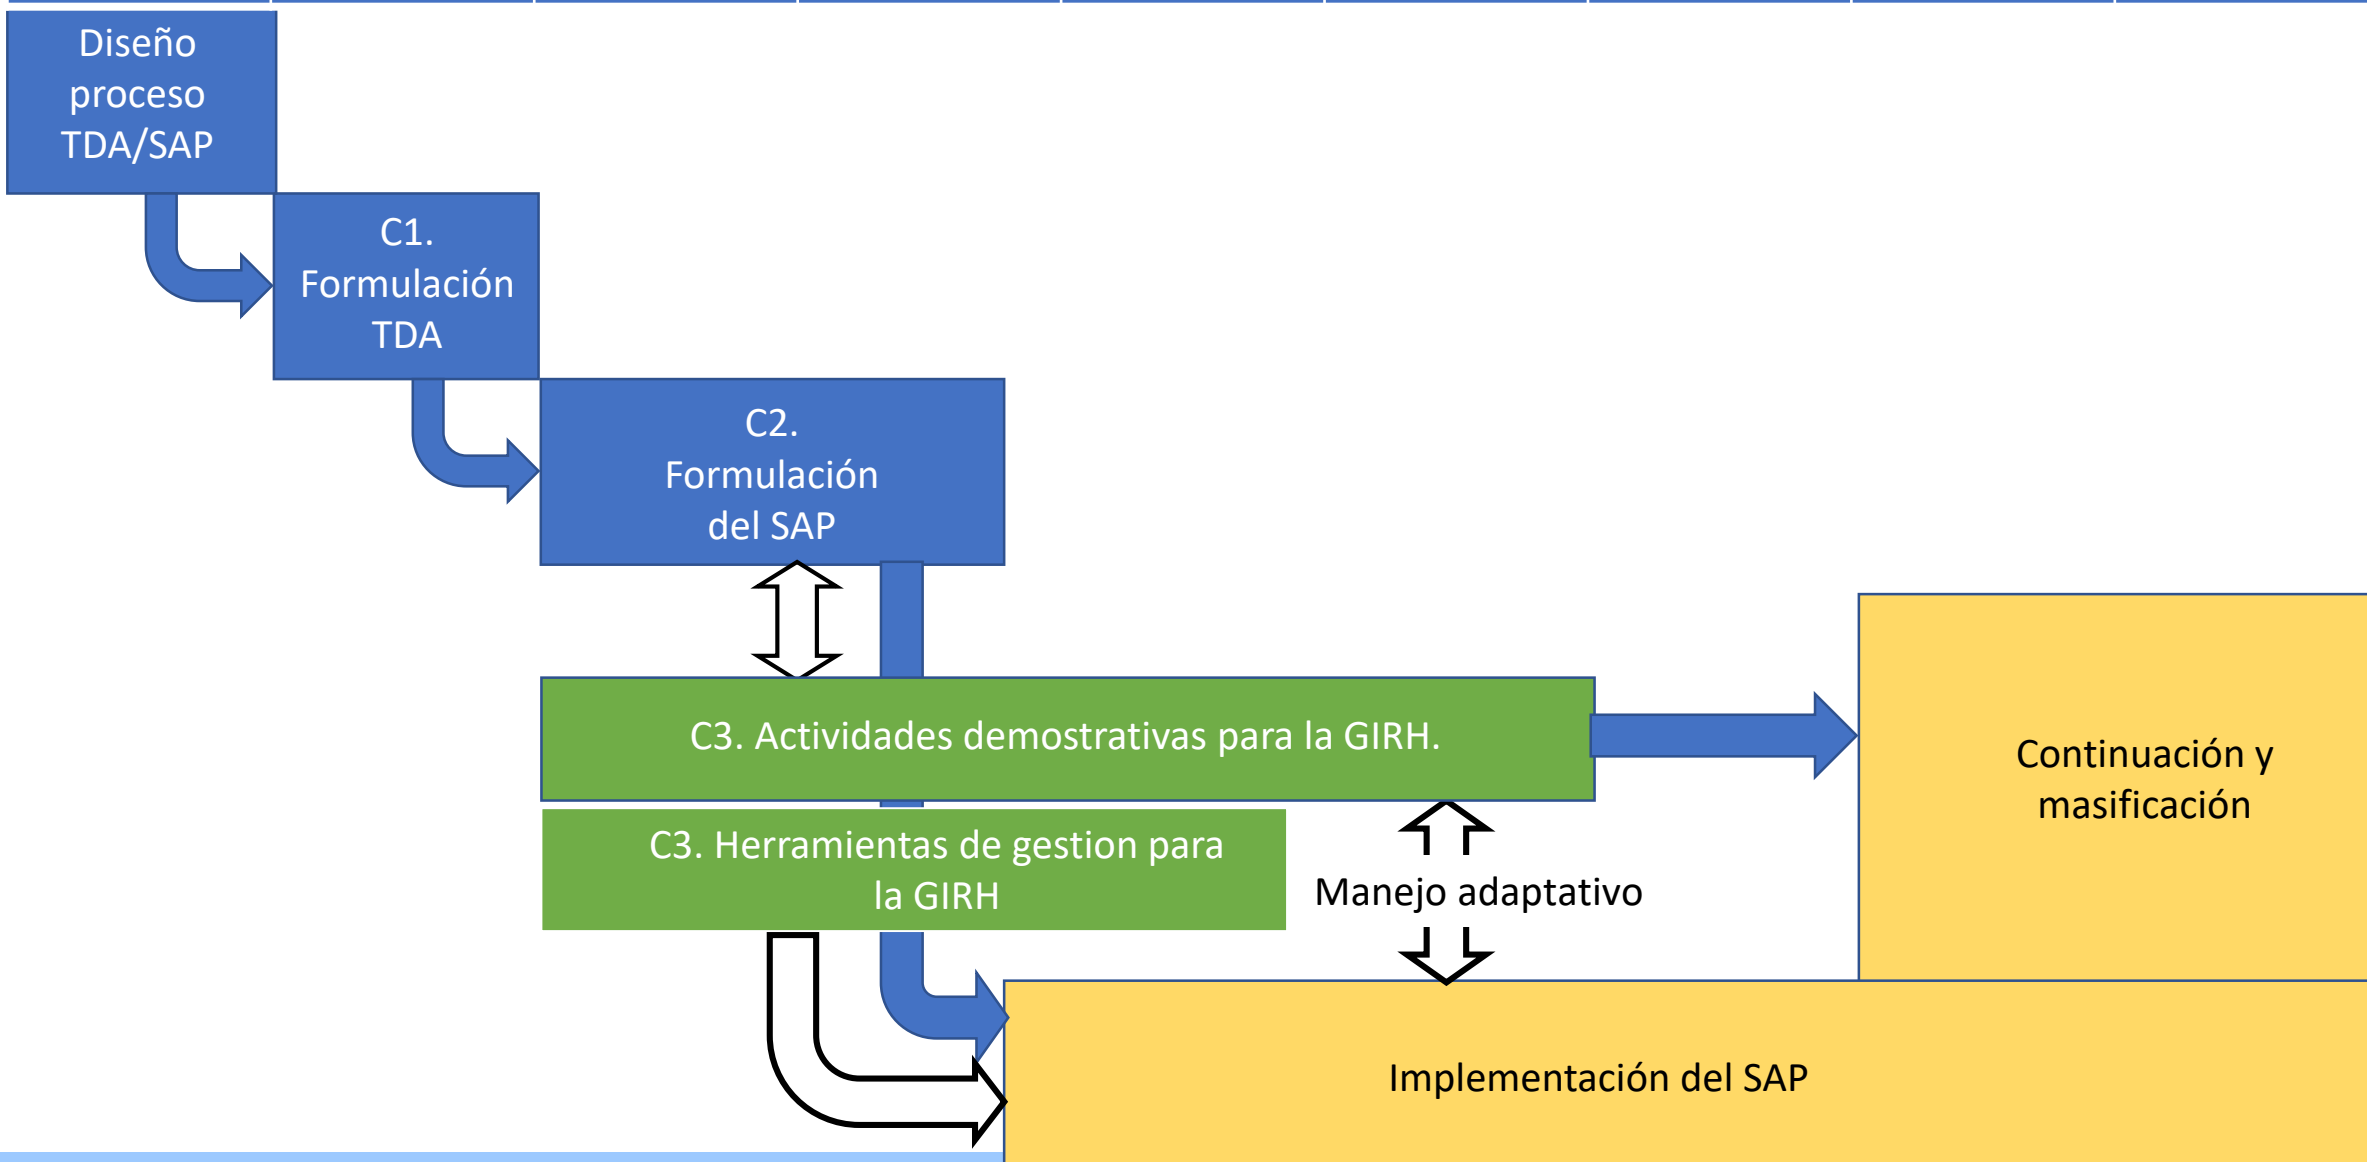 Diseño
proceso
TDA/SAP
C1.
Formulación
TDA
C2.
Formulación
del SAP
C3. Actividades demostrativas para la GIRH.
Continuación y
masificación
C3. Herramientas de gestion para
la GIRH
Manejo adaptativo
Implementación del SAP